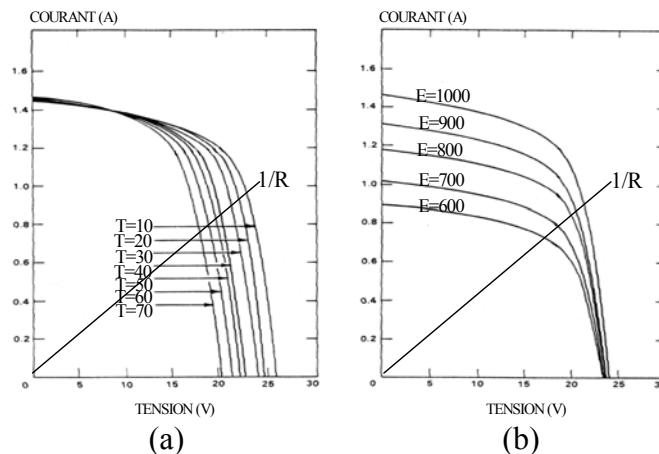 COURANT (A)
1.6
1.4
1.2
1.0
0.8
0.6
0.4
0.2
0
0
5
10
15
20
25
30
1/R
T=10
T=20
T=30
T=40
T=50
T=60
T=70
TENSION (V)
(a)
COURANT (A)
1.6
1.4
1.2
1.0
0.8
0.6
0.4
0.2
0
0
5
10
15
20
25
E=1000
E=900
E=800
E=700
E=600
1/R
TENSION (V)
(b)